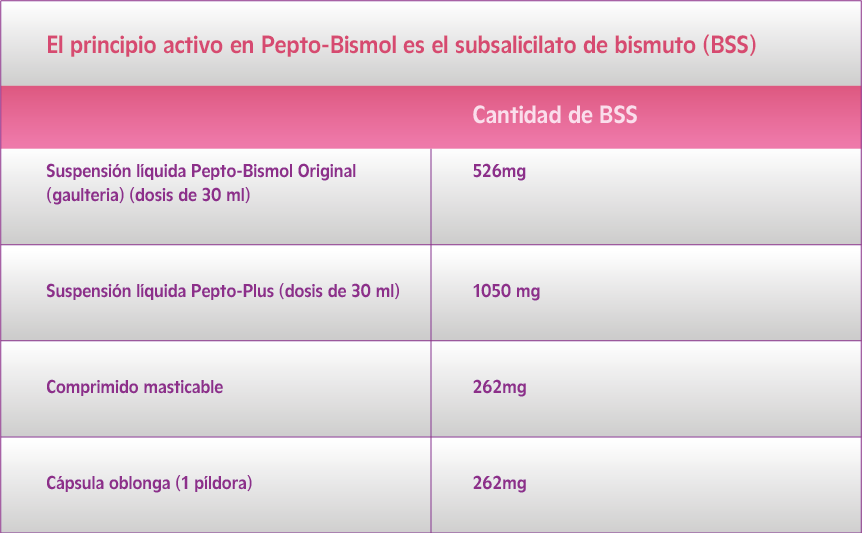 El principio activo en Pepto-Bismol es el subsalicilato de bismuto (BSS)
Cantidad de BSS
Suspensión líquida Pepto-Bismol Original
(gaulteria) (dosis de 30 ml)
526mg
Suspensión líquida Pepto-Plus (dosis de 30 ml)
1050 mg
Comprimido masticable
262mg
Cápsula oblonga (1 píldora)
262mg